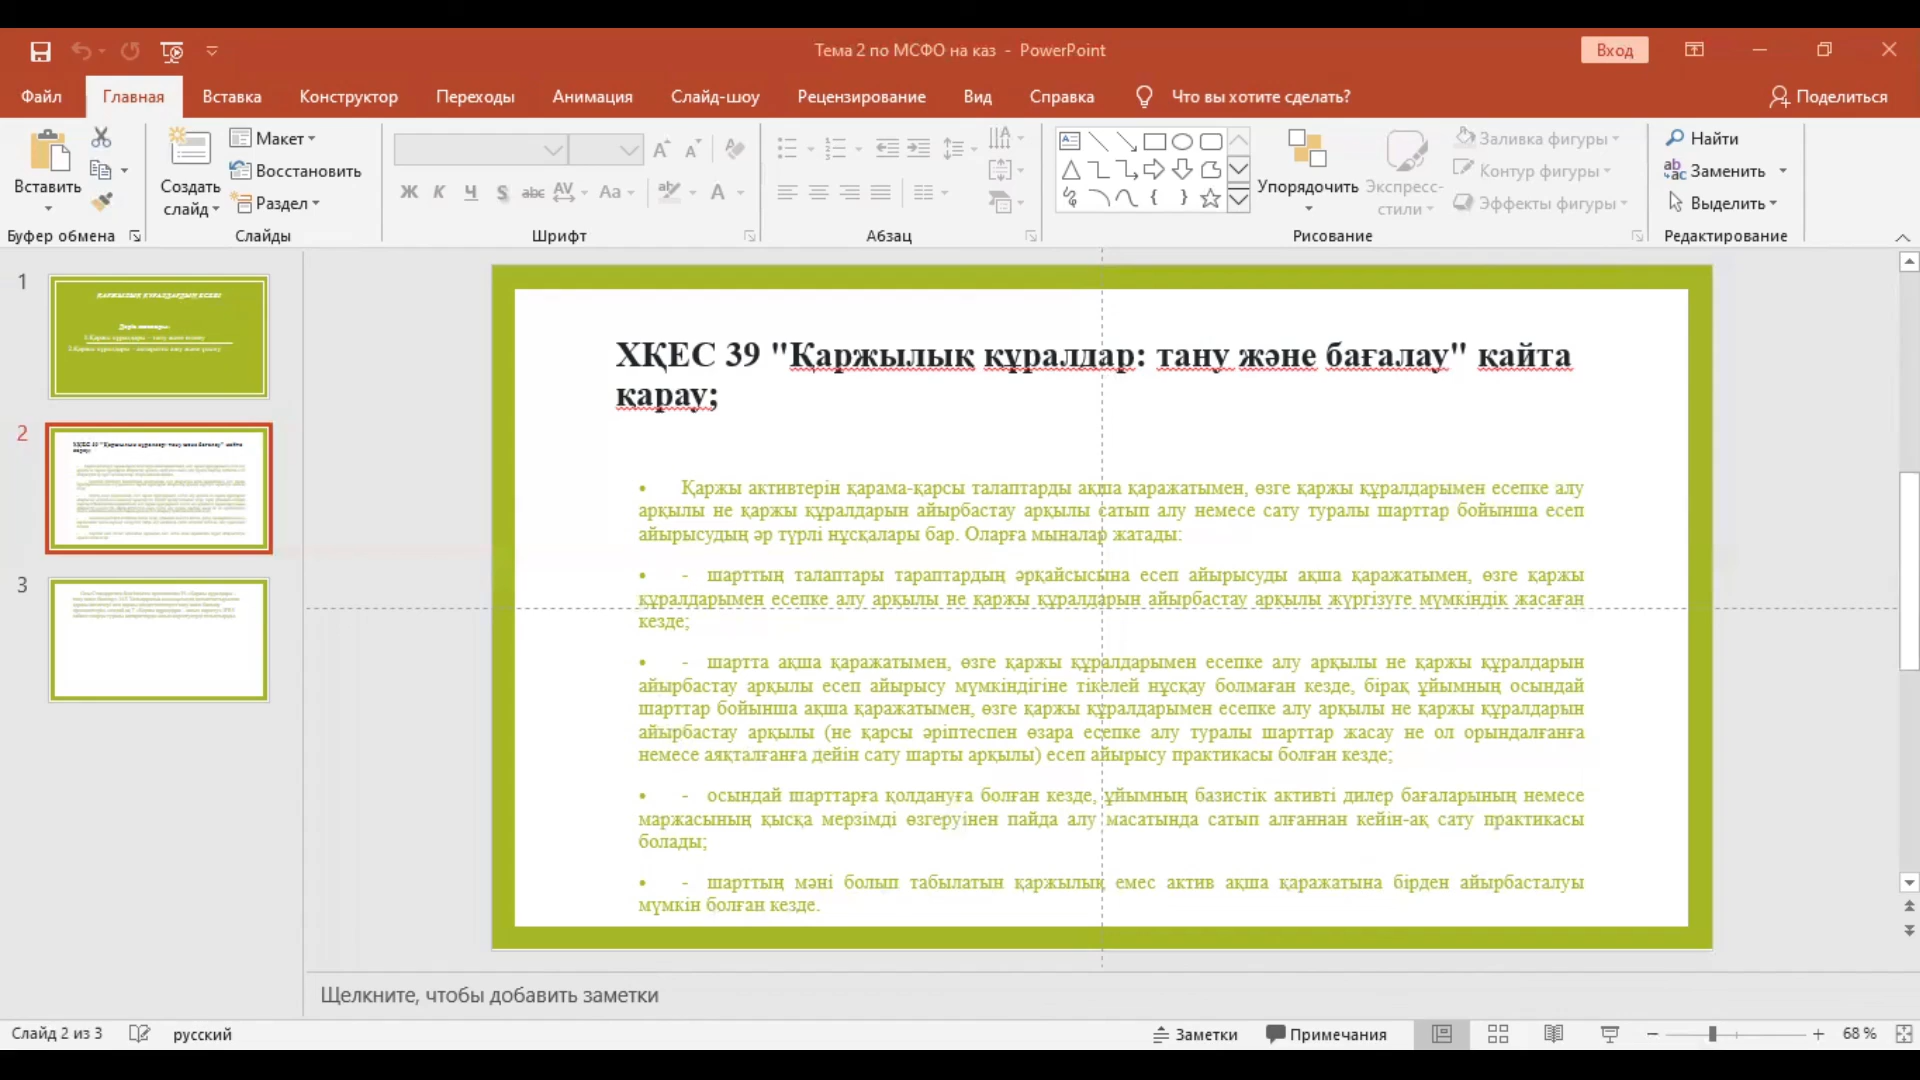 Тема 2 по МСФО на каз - PowerPoint
Вход
Файл
Главная
Вставка
Конструктор
Переходы
Анимация
Слайд-шоу
Рецензирование
Вид
Справка
Что вы хотите сделать?
Поделиться
Вставить
Создать слайд
Макет
Восстановить
Раздел
Ж К Ч S abc AV Aa
A
Заливка фигуры
Контур фигуры
Эффекты фигуры
Упорядочить
Экспресс-стили
Найти
Заменить
Выделить
Буфер обмена
Слайды
Шрифт
Абзац
Рисование
Редактирование
1
2
3
ХҚЕС 39 "Қаржылық құралдар: тану және бағалау" қайта
қарау;
• Қаржы активтерін қарама-қарсы талаптарды ақша қаражатымен, өзге қаржы құралдарымен есепке алу
арқылы не қаржы құралдарын айырбастау арқылы сатып алу немесе сату туралы шарттар бойынша есеп
айырысудың әр түрлі нұсқалары бар. Оларға мыналар жатады:
• - шарттың талаптары тараптардың әрқайсысына есеп айырысуды ақша қаражатымен, өзге қаржы
құралдарымен есепке алу арқылы не қаржы құралдарын айырбастау арқылы жүргізуге мүмкіндік жасаған
кезде;
• - шартта ақша қаражатымен, өзге қаржы құралдарымен есепке алу арқылы не қаржы құралдарын
айырбастау арқылы есеп айырысу мүмкіндігіне тікелей нұсқау болмаған кезде, бірақ ұйымның осындай
шарттар бойынша ақша қаражатымен, өзге қаржы құралдарымен есепке алу арқылы не қаржы құралдарын
айырбастау арқылы (не қарсы әріптеспен өзара есепке алу туралы шарттар жасау не ол орындалғанға
немесе аяқталғанға дейін сату шарты арқылы) есеп айырысу практикасы болған кезде;
• - осындай шарттарға қолдануға болған кезде, ұйымның базистік активті дилер бағаларының немесе
маржасының қысқа мерзімді өзгеруінен пайда алу масатында сатып алғаннан кейін-ақ сату практикасы
болады;
• - шарттың мәні болып табылатын қаржылық емес актив ақша қаражатына бірден айырбасталуы
мүмкін болған кезде.
Щелкните, чтобы добавить заметки
Слайд 2 из 3
русский
Заметки
Примечания
68 %